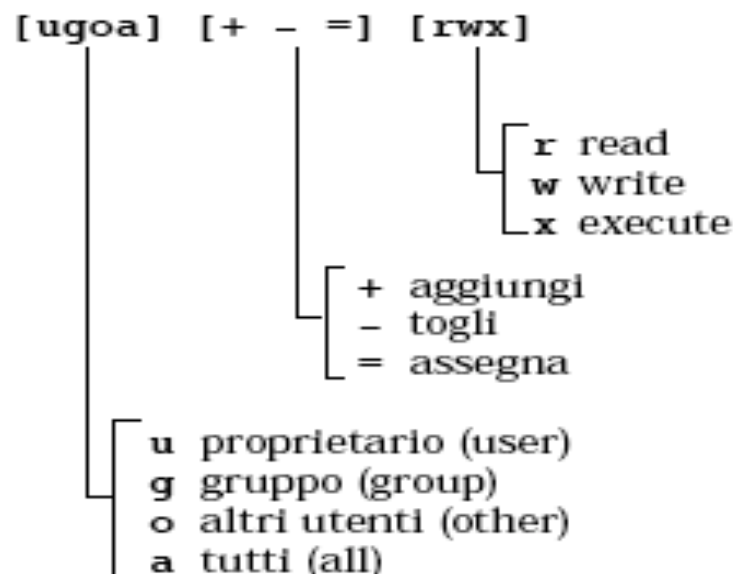 [ugoa] [+ - =] [rwx]
r read
w write
x execute
+ aggiungi
- togli
= assegna
u proprietario (user)
g gruppo (group)
o altri utenti (other)
a tutti (all)